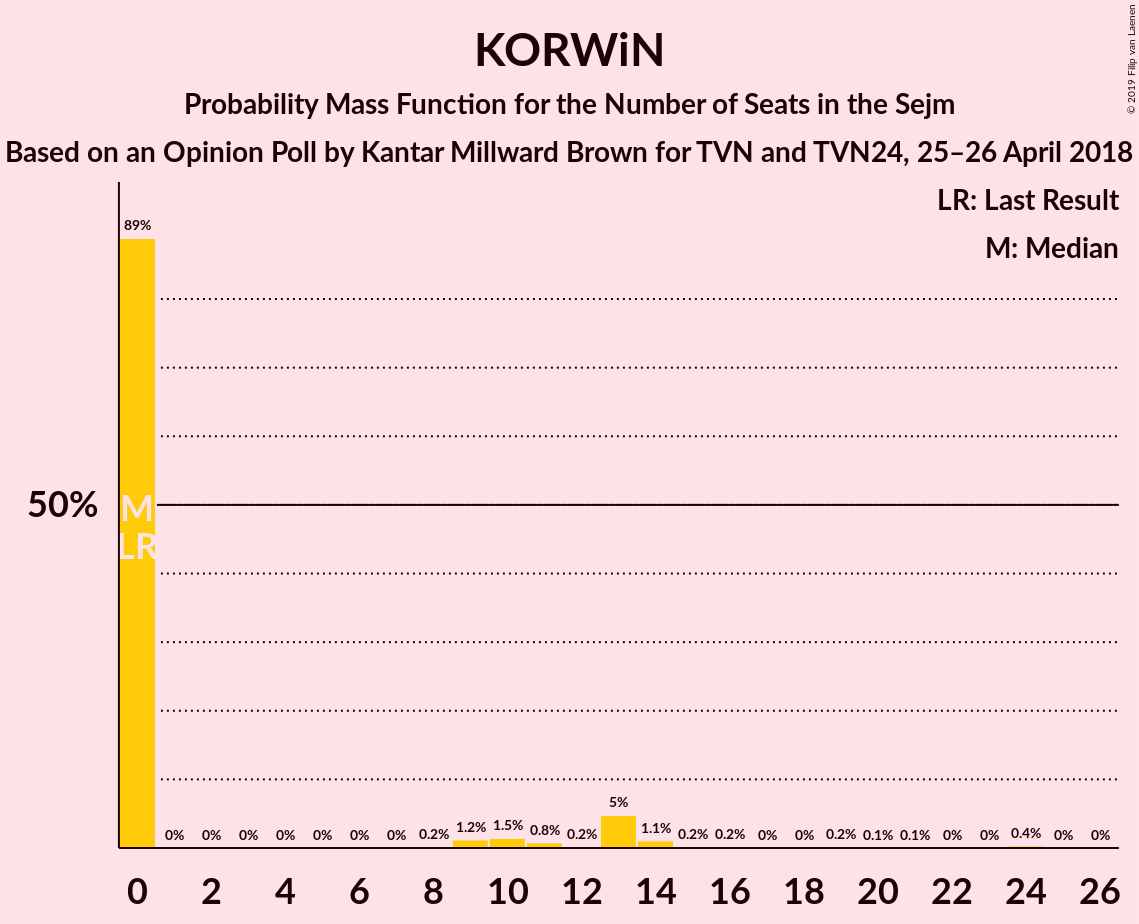 KORWiN
Probability Mass Function for the Number of Seats in the Sejm
Based on an Opinion Poll by Kantar Millward Brown for TVN and TVN24, 25–26 April 2018
© 2019 Filip van Laenen
LR: Last Result
M: Median
50%
M
LR
89% 0% 0% 0% 0% 0% 0% 0% 0.2% 1.2% 1.5% 0.8% 0.2% 5% 1.1% 0.2% 0.2% 0% 0% 0.2% 0.1% 0.1% 0% 0% 0.4% 0% 0%
0 2 4 6 8 10 12 14 16 18 20 22 24 26